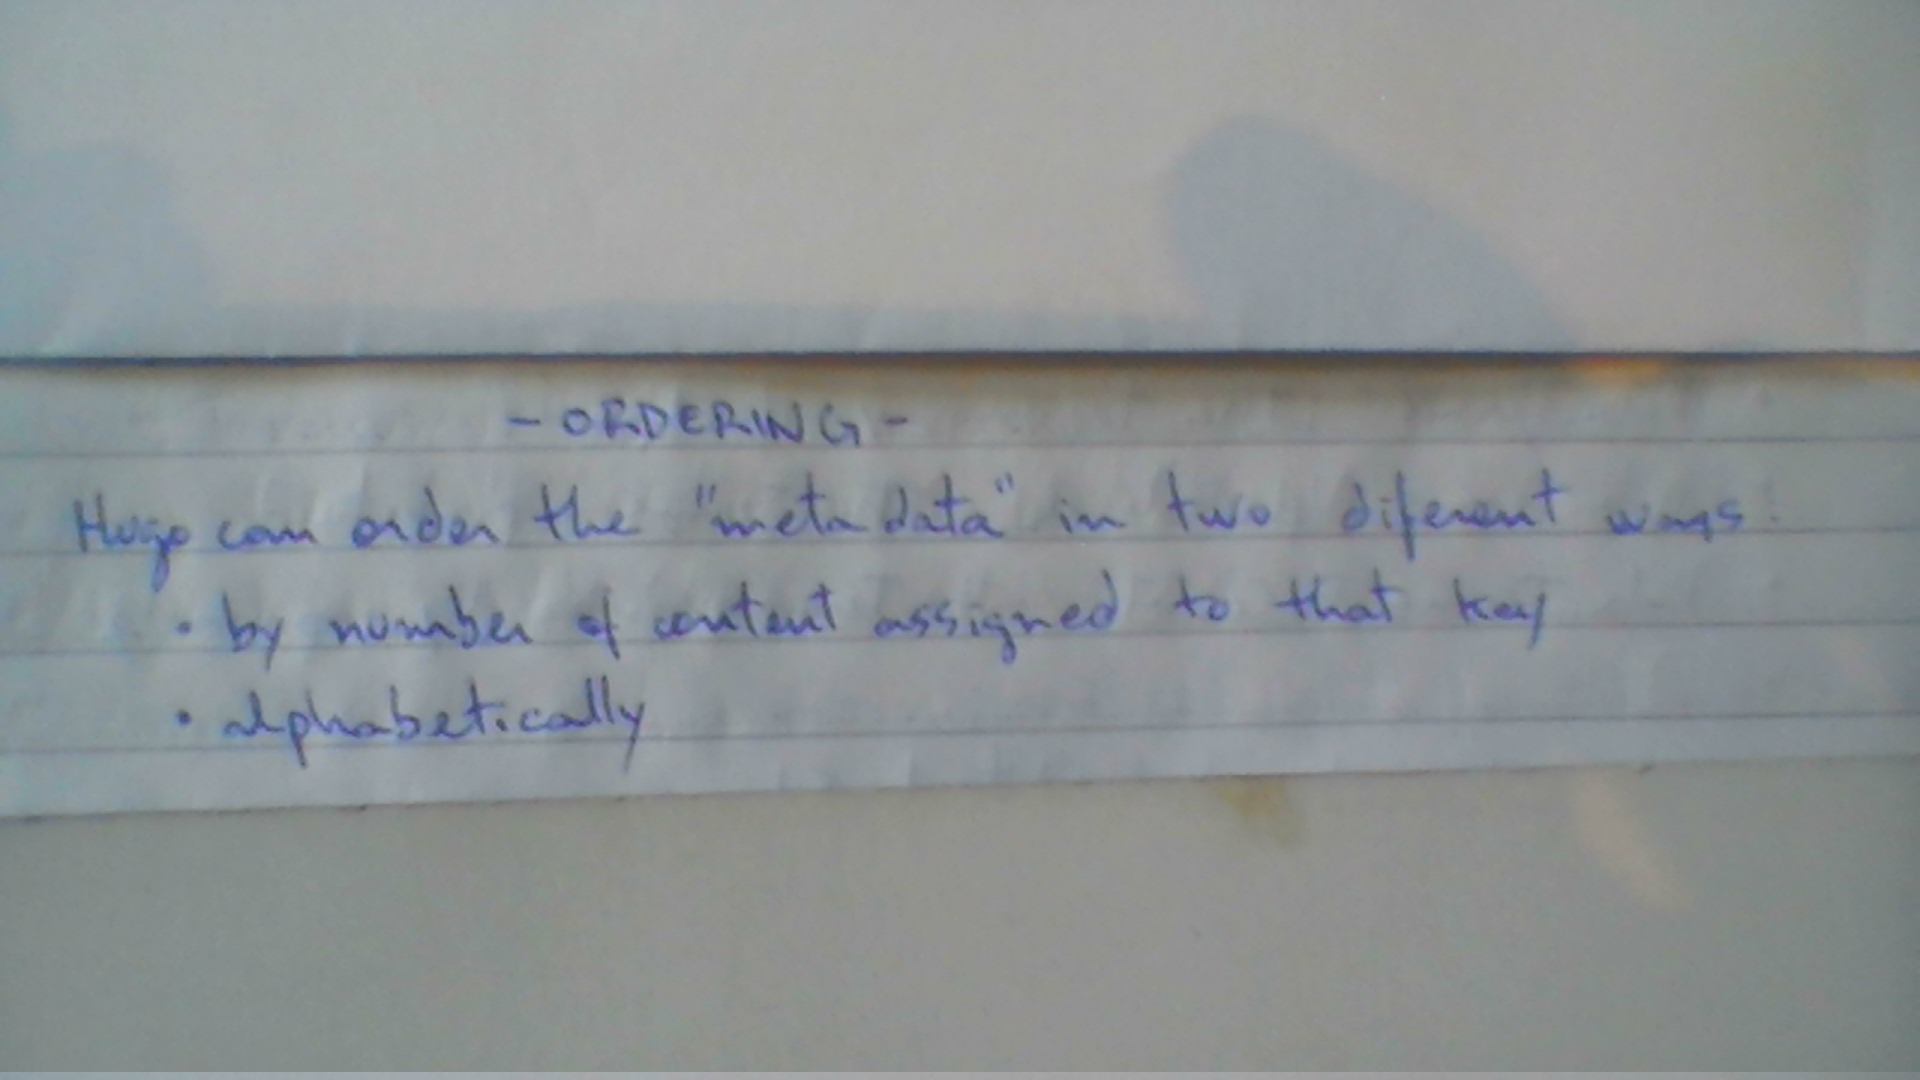 - ORDERING -
Hugo can order the "meta data" in two diferent ways:
• by number of content assigned to that key
• alphabetically